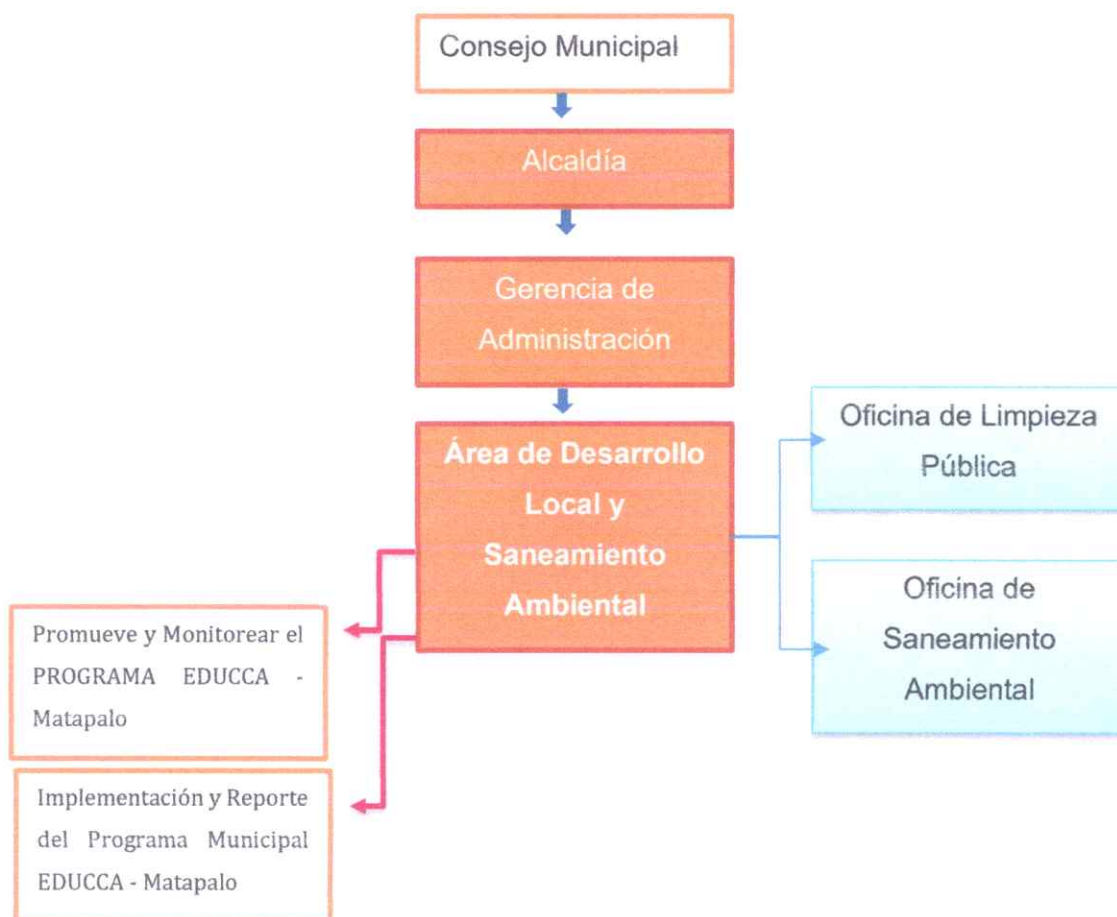 Consejo Municipal
Alcaldía
Gerencia de
Administración
Área de Desarrollo
Local y
Saneamiento
Ambiental
Oficina de Limpieza
Pública
Oficina de
Saneamiento
Ambiental
Promueve y Monitorear el
PROGRAMA EDUCCA -
Matapalo
Implementación y Reporte
del Programa Municipal
EDUCCA - Matapalo